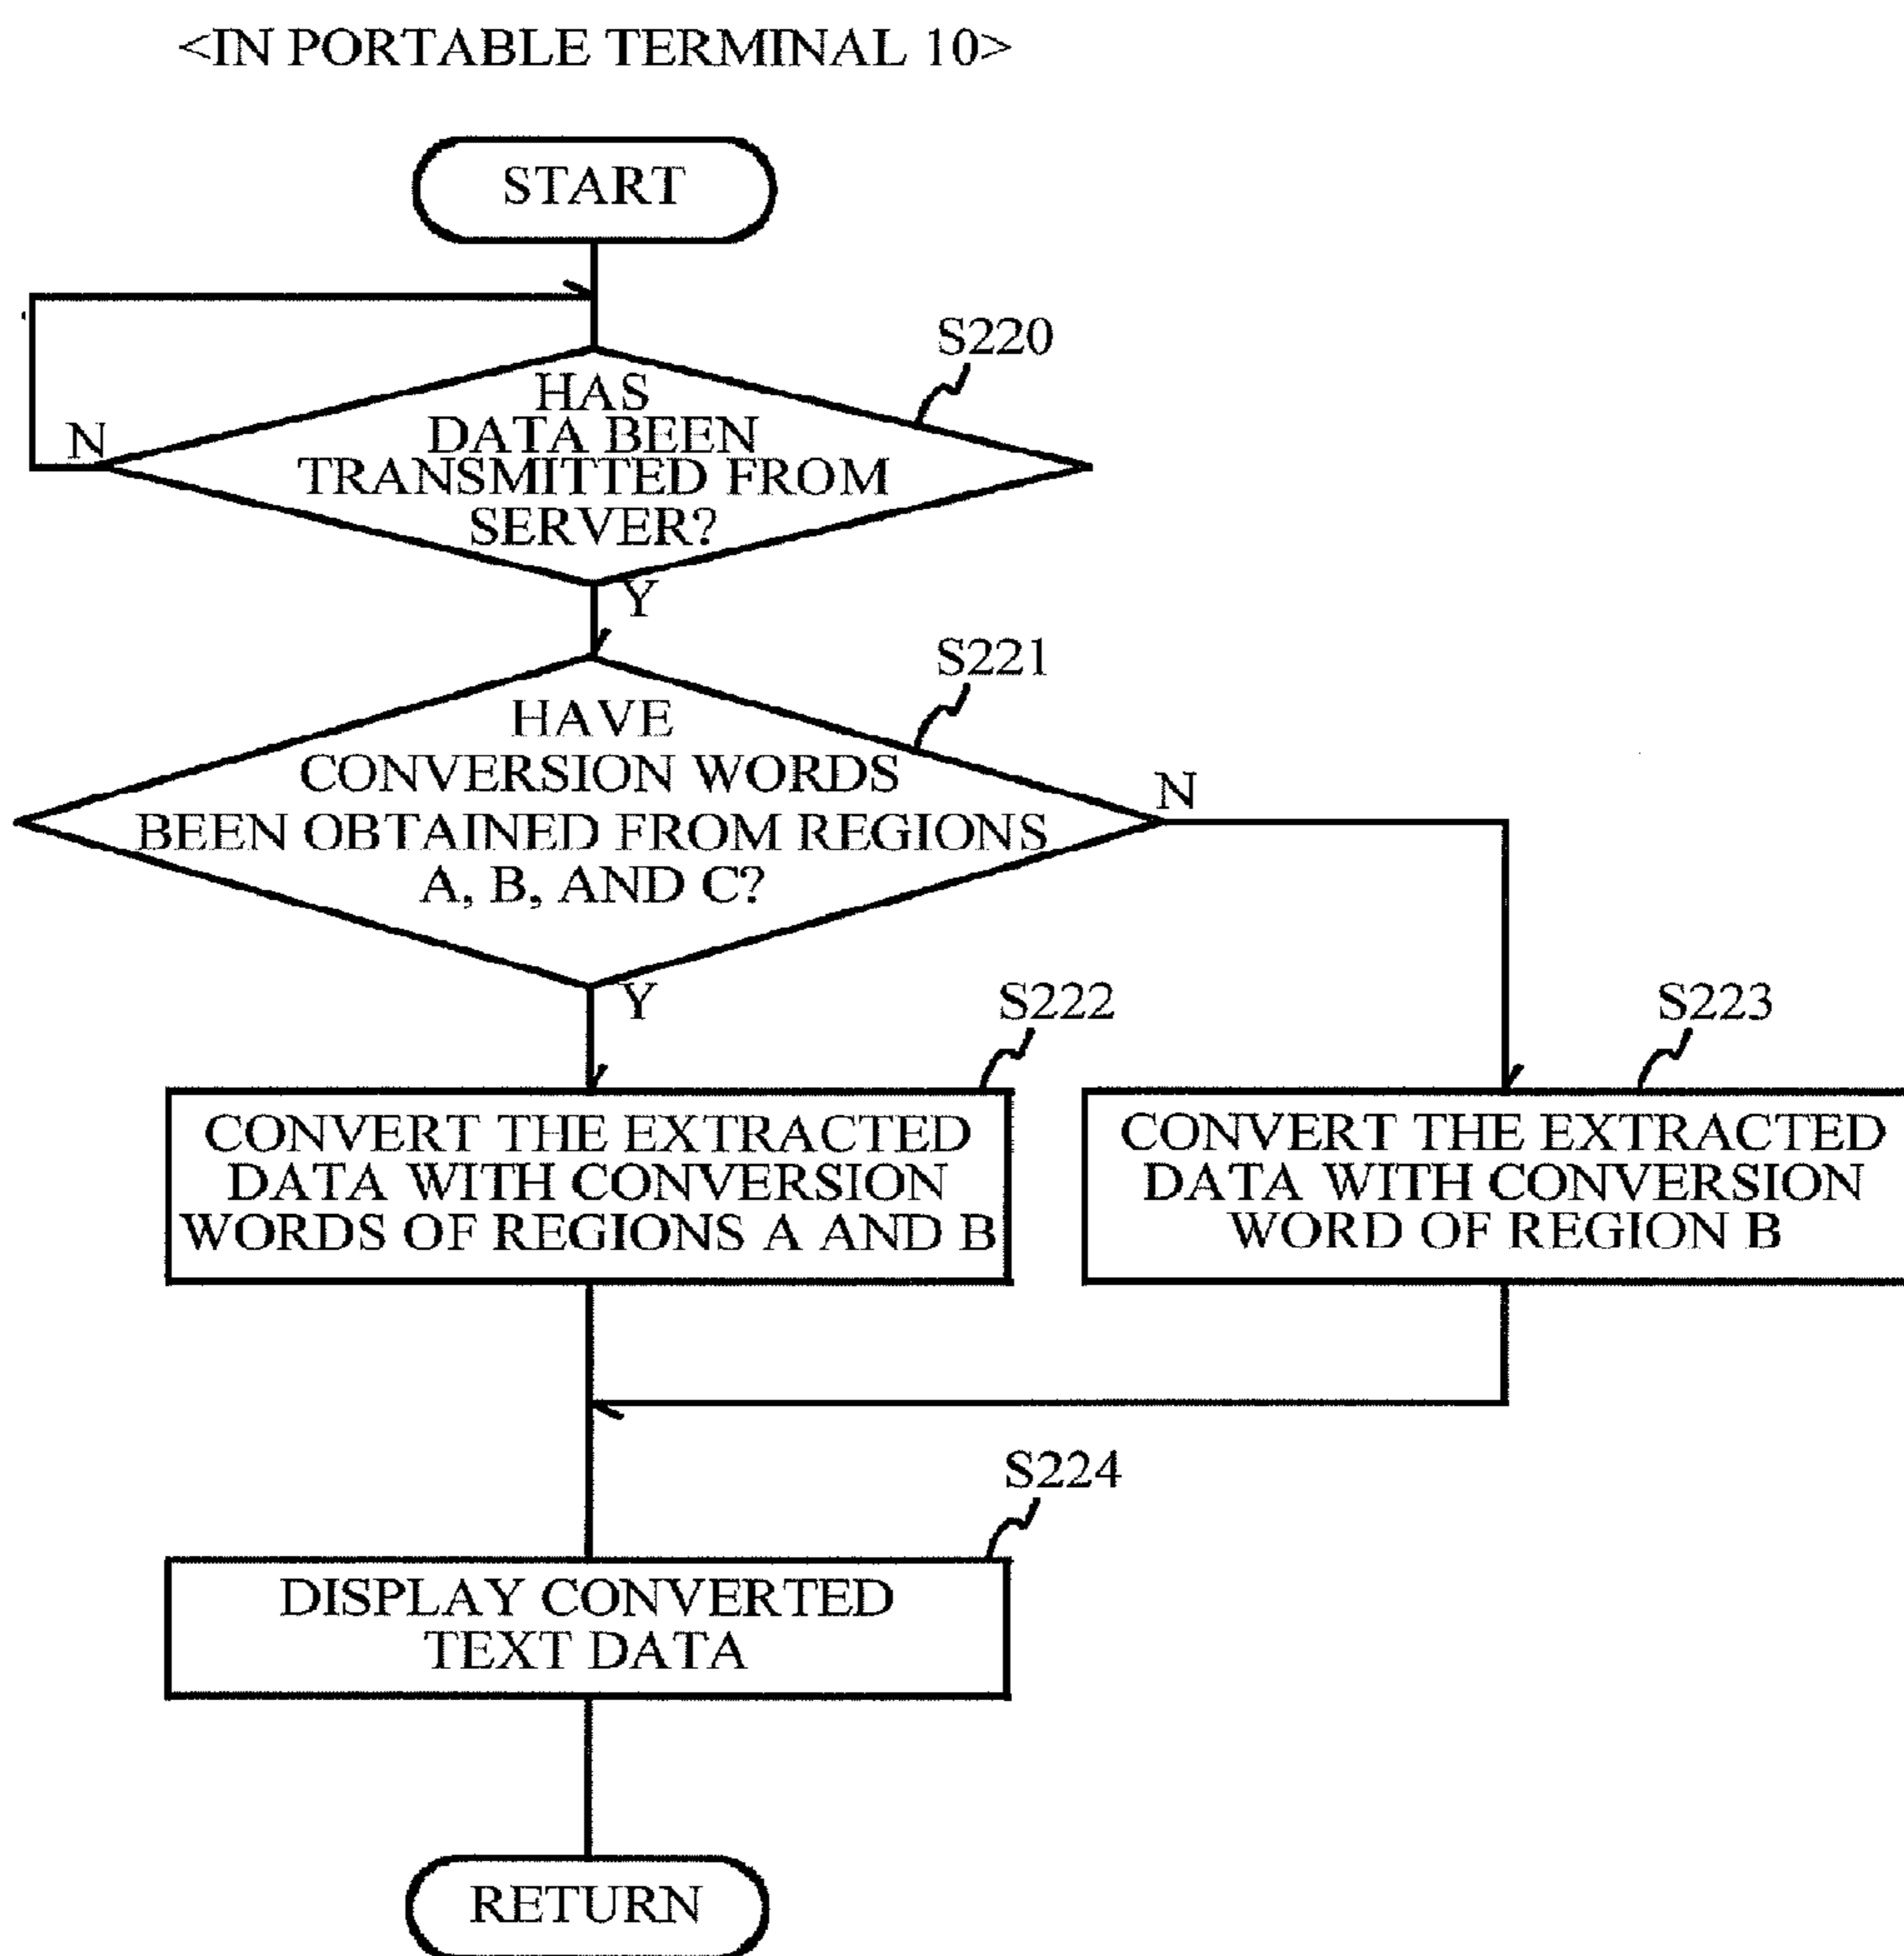 <IN PORTABLE TERMINAL 10>
START
S220
HAS
DATA BEEN
TRANSMITTED FROM
SERVER?
N
Y
S221
HAVE
CONVERSION WORDS
BEEN OBTAINED FROM REGIONS
A, B, AND C?
N
Y
S222
CONVERT THE EXTRACTED
DATA WITH CONVERSION
WORDS OF REGIONS A AND B
S223
CONVERT THE EXTRACTED
DATA WITH CONVERSION
WORD OF REGION B
S224
DISPLAY CONVERTED
TEXT DATA
RETURN